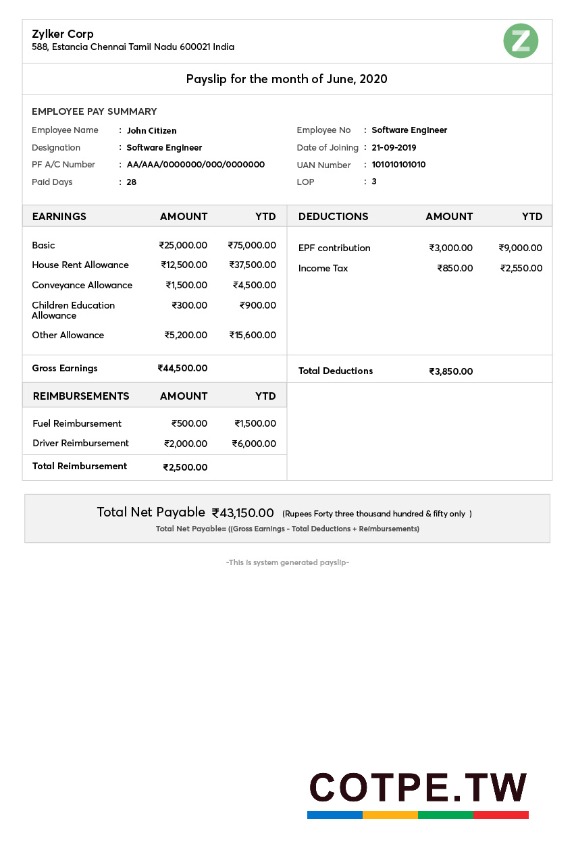 Zylker Corp
588, Estancia Chennai Tamil Nadu 600021 India
Z
Payslip for the month of June, 2020
EMPLOYEE PAY SUMMARY
Employee Name : John Citizen Employee No : Software Engineer
Designation : Software Engineer Date of Joining : 21-09-2019
PF A/C Number : AA/AAA/0000000/000/0000000 UAN Number : 101010101010
Paid Days : 28 LOP : 3
EARNINGS AMOUNT YTD DEDUCTIONS AMOUNT YTD
Basic ₹25,000.00 ₹75,000.00 EPF contribution ₹3,000.00 ₹9,000.00
House Rent Allowance ₹12,500.00 ₹37,500.00 Income Tax ₹850.00 ₹2,550.00
Conveyance Allowance ₹1,500.00 ₹4,500.00
Children Education ₹300.00 ₹900.00
Allowance
Other Allowance ₹5,200.00 ₹15,600.00
Gross Earnings ₹44,500.00 Total Deductions ₹3,850.00
REIMBURSEMENTS AMOUNT YTD
Fuel Reimbursement ₹500.00 ₹1,500.00
Driver Reimbursement ₹2,000.00 ₹6,000.00
Total Reimbursement ₹2,500.00
Total Net Payable ₹43,150.00 (Rupees Forty three thousand hundred & fifty only )
Total Net Payable= ((Gross Earnings - Total Deductions + Reimbursements)
-This is system generated payslip-
COTPE.TW